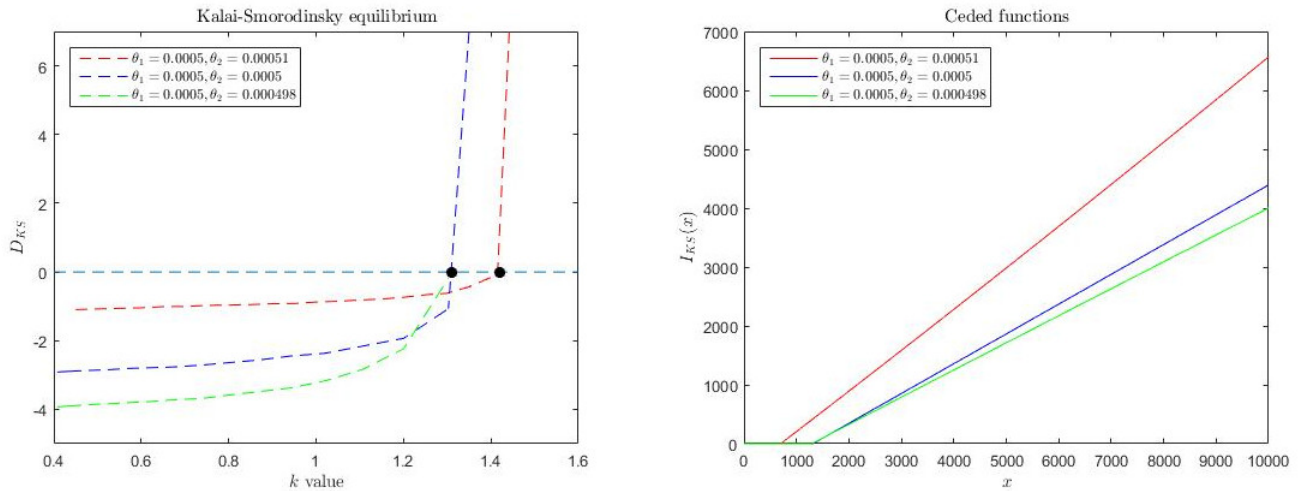 Kalai-Smorodinsky equilibrium
θ₁ = 0.0005, θ₂ = 0.00051
θ₁ = 0.0005, θ₂ = 0.0005
θ₁ = 0.0005, θ₂ = 0.000498
6
4
2
0
-2
-4
D_{KS}
0.4 0.6 0.8 1 1.2 1.4 1.6
k value
Ceded functions
θ₁ = 0.0005, θ₂ = 0.00051
θ₁ = 0.0005, θ₂ = 0.0005
θ₁ = 0.0005, θ₂ = 0.000498
7000
6000
5000
4000
3000
2000
1000
0
I_{KS}(x)
0 1000 2000 3000 4000 5000 6000 7000 8000 9000 10000
x